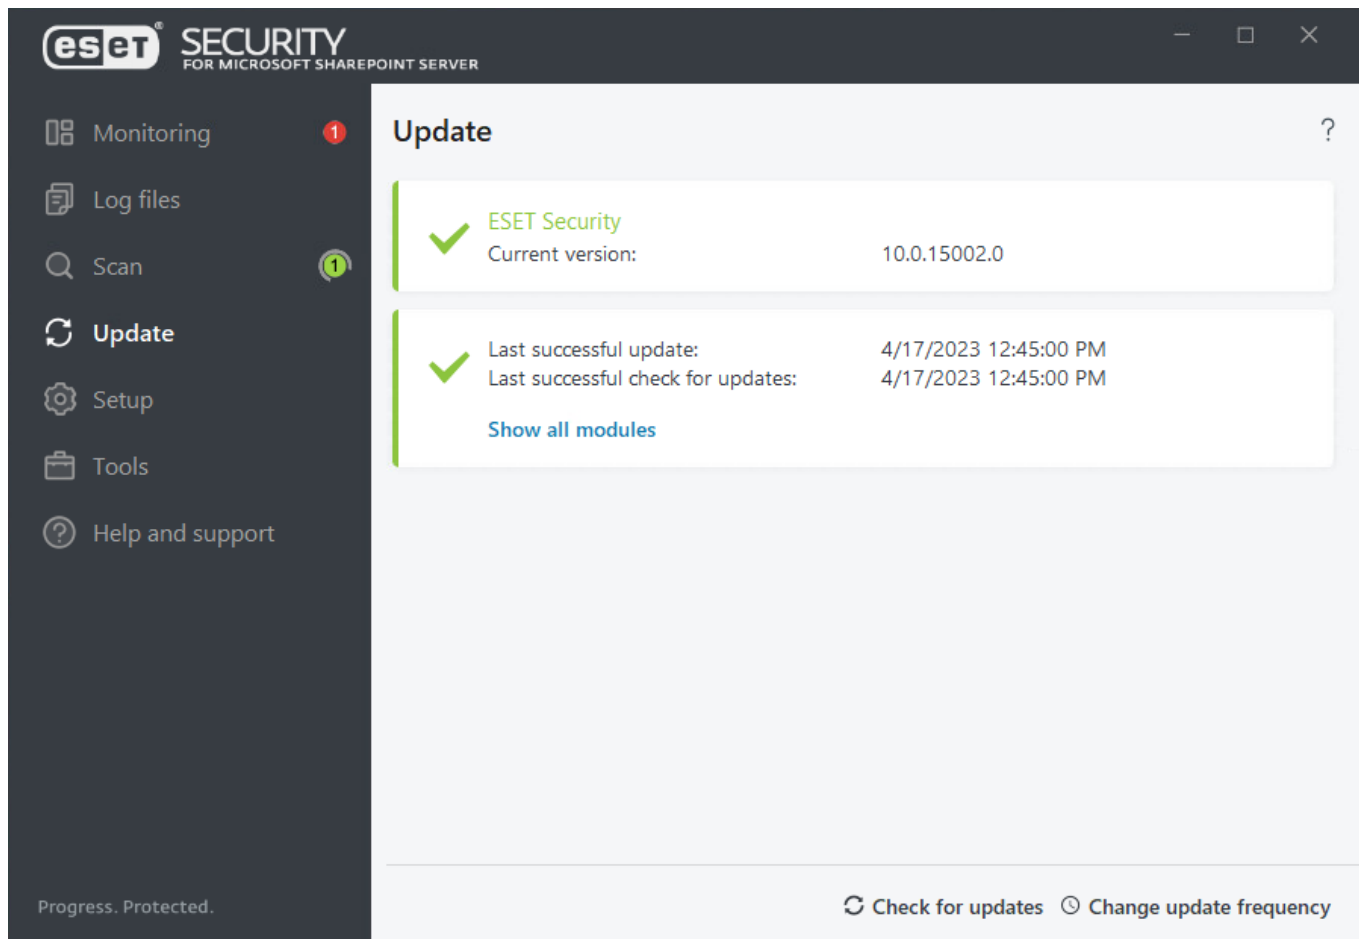 eset® SECURITY
FOR MICROSOFT SHAREPOINT SERVER
Monitoring 1
Log files
Scan 1
Update
Setup
Tools
Help and support
Progress. Protected.
Update ?
ESET Security
Current version: 10.0.15002.0
Last successful update: 4/17/2023 12:45:00 PM
Last successful check for updates: 4/17/2023 12:45:00 PM
Show all modules
Check for updates Change update frequency